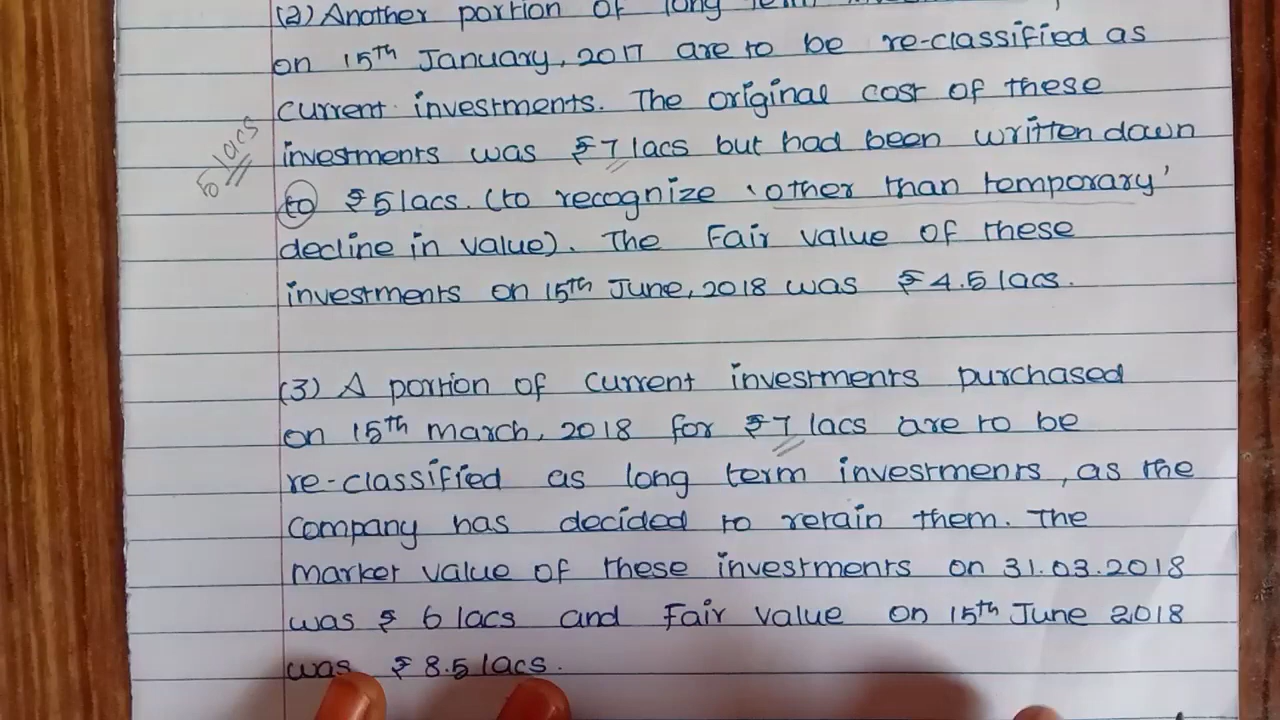 (2) Another portion of long term
on 15th January, 2017 are to be re-classified as
current investments. The original cost of these
investments was ₹7 lacs but had been written down
to ₹5 lacs. (to recognize 'other than temporary'
decline in value). The Fair value of these
investments on 15th June, 2018 was ₹ 4.5 lacs.
5 lacs
(3) A portion of current investments purchased
on 15th march, 2018 for ₹7 lacs are to be
re-classified as long term investments, as the
company has decided to retain them. The
market value of these investments on 31.03.2018
was ₹ 6 lacs and Fair value on 15th June 2018
was ₹ 8.5 lacs.